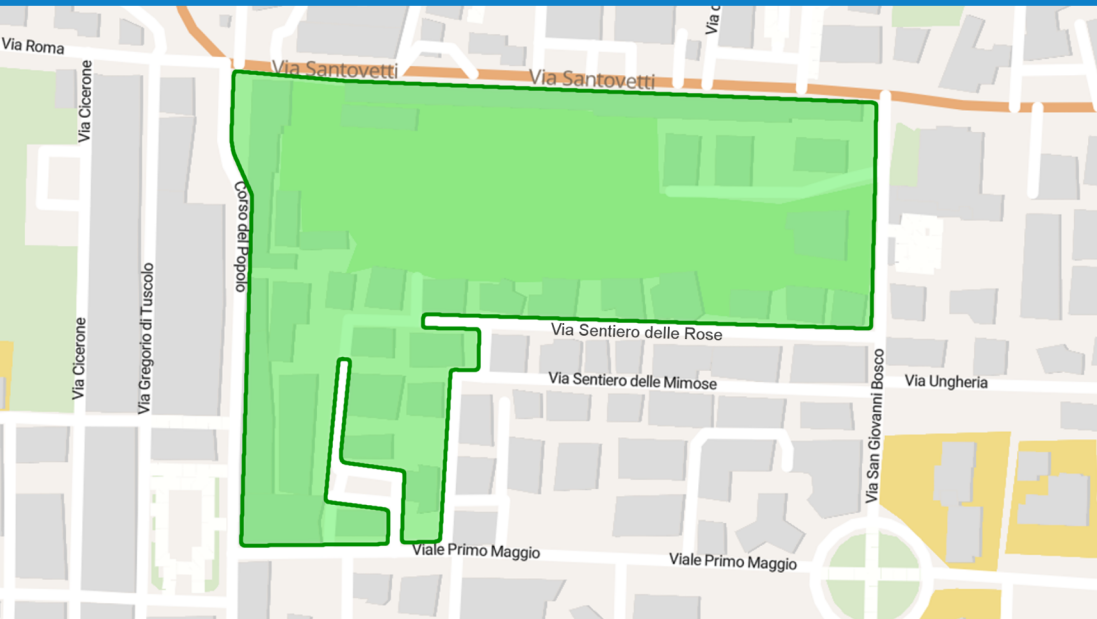 Via Roma
Via Santovetti
Via Santovetti
Via Cicerone
Corso del Popolo
Via Gregorio di Tuscolo
Via Cicerone
Via Sentiero delle Rose
Via Sentiero delle Mimose
Via San Giovanni Bosco
Via Ungheria
Viale Primo Maggio
Viale Primo Maggio